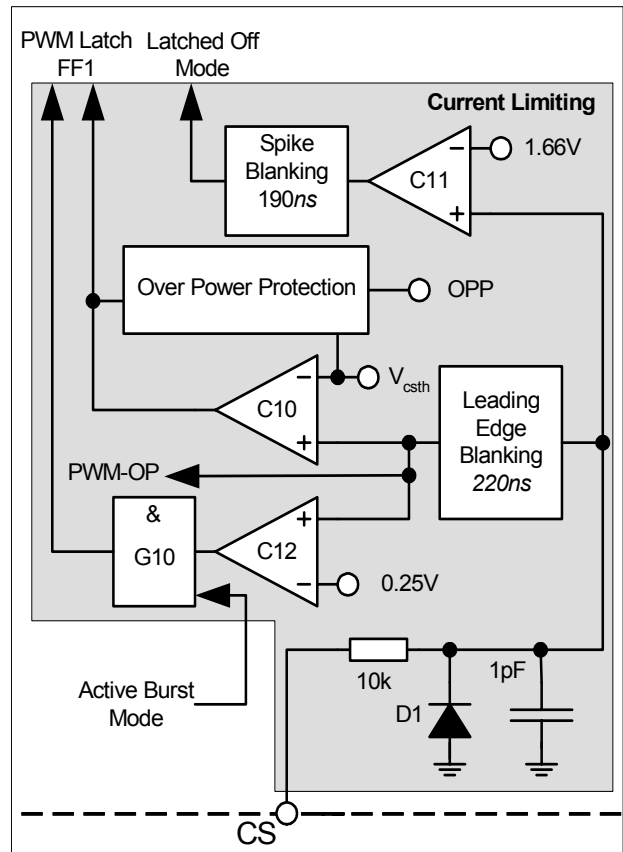 PWM Latch
FF1
Latched Off
Mode
Current Limiting
Spike
Blanking
190ns
C11
1.66V
Over Power Protection
OPP
C10
Vcsth
Leading
Edge
Blanking
220ns
PWM-OP
&
G10
C12
0.25V
10k
1pF
D1
Active Burst
Mode
CS